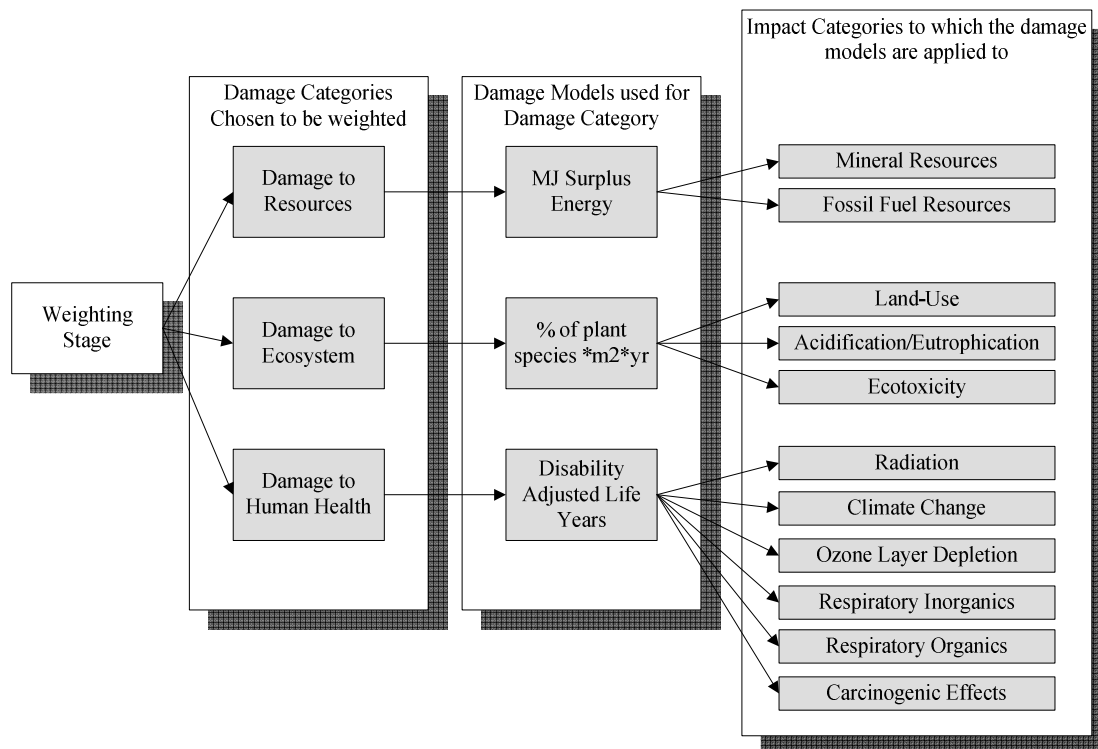 Impact Categories to which the damage
models are applied to
Damage Categories
Chosen to be weighted
Damage Models used for
Damage Category
Weighting
Stage
Damage to
Resources
Damage to
Ecosystem
Damage to
Human Health
MJ Surplus
Energy
% of plant
species *m2*yr
Disability
Adjusted Life
Years
Mineral Resources
Fossil Fuel Resources
Land-Use
Acidification/Eutrophication
Ecotoxicity
Radiation
Climate Change
Ozone Layer Depletion
Respiratory Inorganics
Respiratory Organics
Carcinogenic Effects